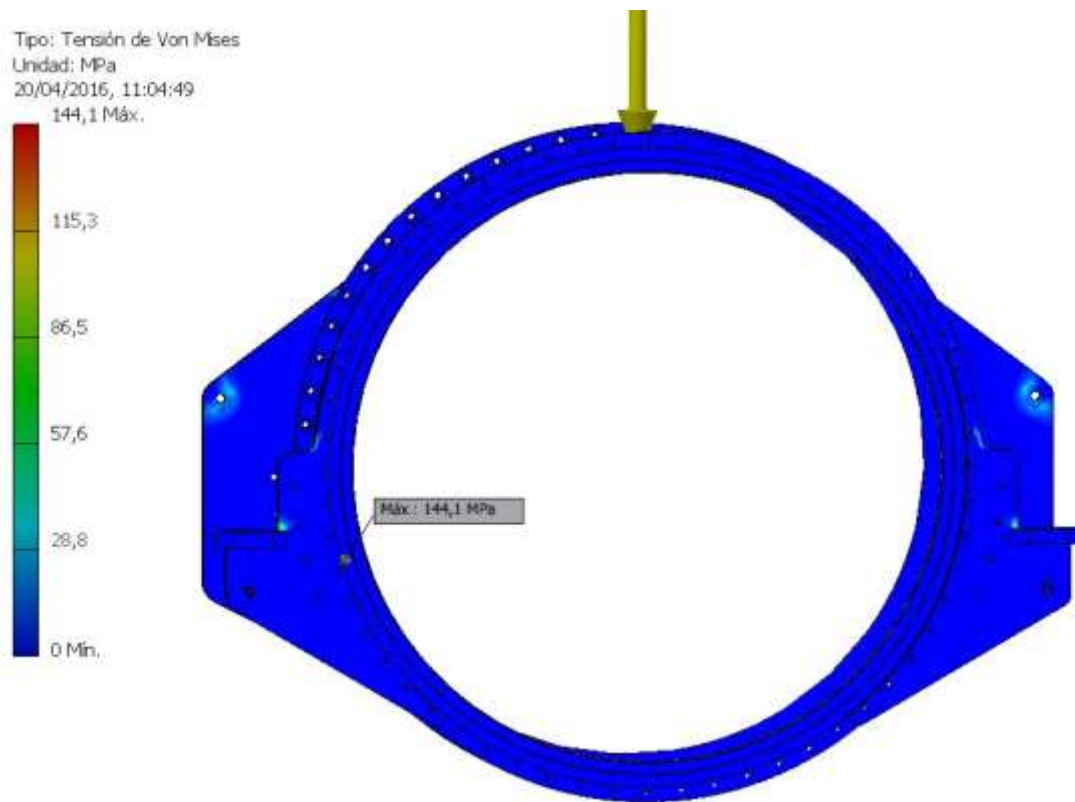 Tipo: Tensión de Von Mises
Unidad: MPa
20/04/2016, 11:04:49
144,1 Máx.
115,3
86,5
57,6
28,8
0 Mín.
Máx.: 144,1 MPa